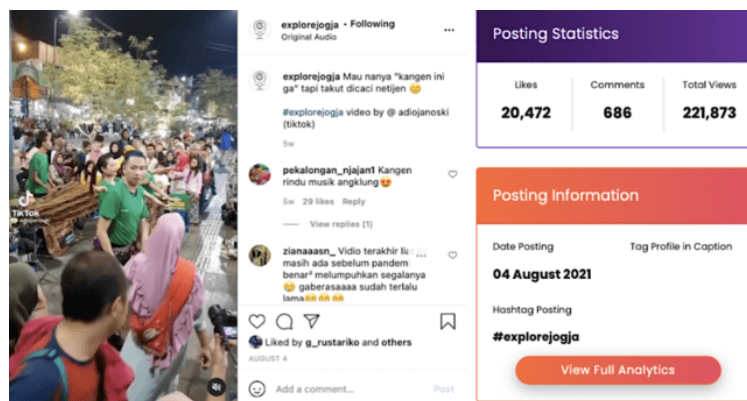 explorejogja • Following
Original Audio
explorejogja Mau nanya "kangen ini
ga" tapi takut dicaci netijen
#explorejogja video by @ adiojanoski
(tiktok)
5w
pekalongan_njajan1 Kangen
rindu musik angklung
5w 29 likes Reply
View replies (1)
zianaaasn_ Vidio terakhir
masih ada sebelum pandem
benar² melumpuhkan segalanya
gaberasaaaa sudah terlalu
lama
Liked by g_rustariko and others
AUGUST 4
Add a comment... Post
TikTok
Posting Statistics
Likes Comments Total Views
20,472 686 221,873
Posting Information
Date Posting Tag Profile in Caption
04 August 2021
Hashtag Posting
#explorejogja
View Full Analytics